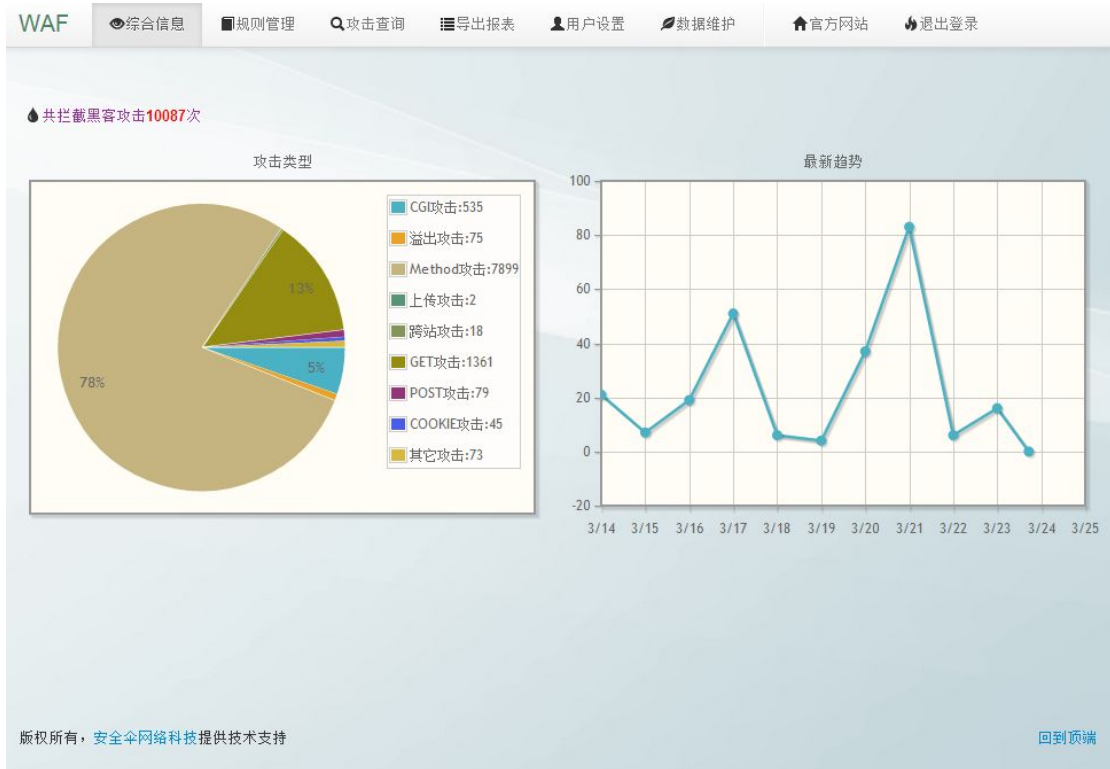 WAF 综合信息 规则管理 攻击查询 导出报表 用户设置 数据维护 官方网站 退出登录
共拦截黑客攻击10087次
攻击类型
78%
13%
5%
CGI攻击:535
溢出攻击:75
Method攻击:7899
上传攻击:2
跨站攻击:18
GET攻击:1361
POST攻击:79
COOKIE攻击:45
其它攻击:73
最新趋势
100
80
60
40
20
0
-20
3/14 3/15 3/16 3/17 3/18 3/19 3/20 3/21 3/22 3/23 3/24 3/25
版权所有，安全伞网络科技提供技术支持
回到顶端